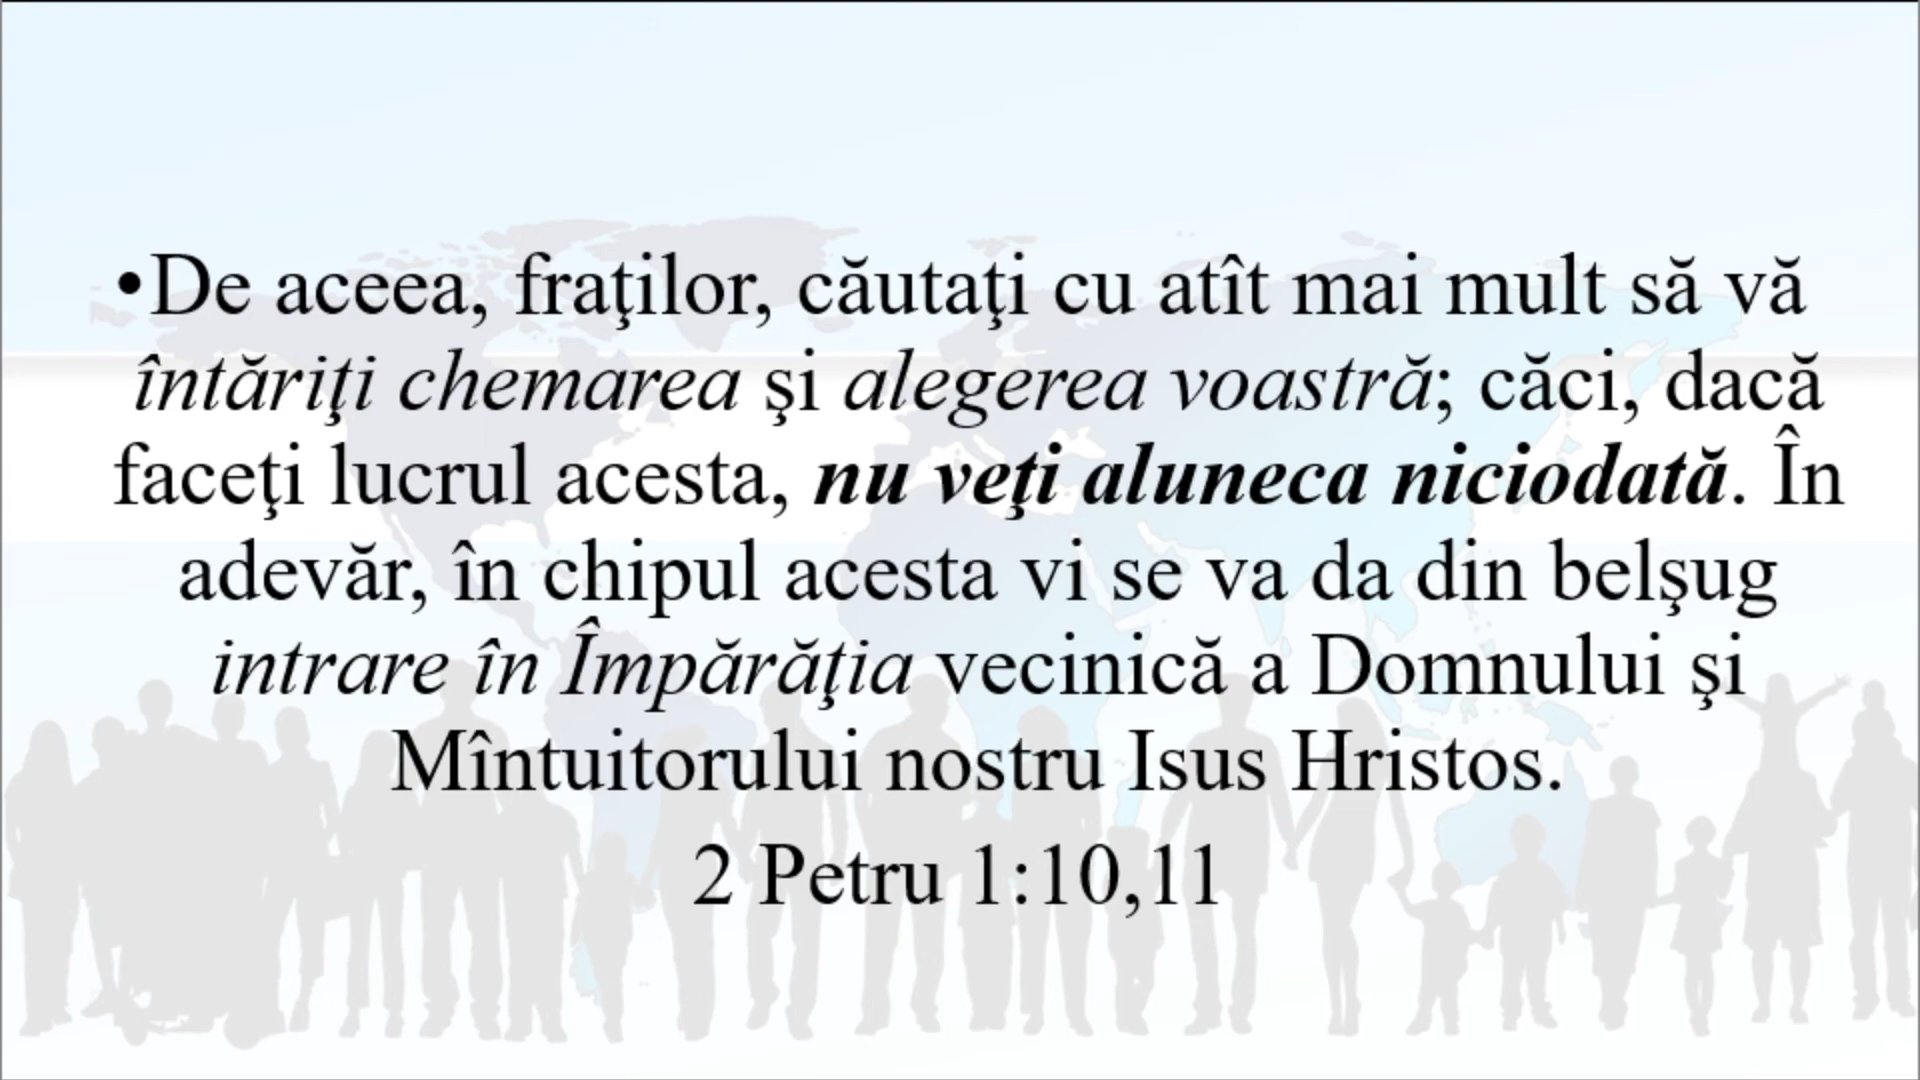 •De aceea, fraţilor, căutaţi cu atît mai mult să vă
întăriţi chemarea şi alegerea voastră; căci, dacă
faceţi lucrul acesta, nu veţi aluneca niciodată. În
adevăr, în chipul acesta vi se va da din belşug
intrare în Împărăţia vecinică a Domnului şi
Mîntuitorului nostru Isus Hristos.
2 Petru 1:10,11